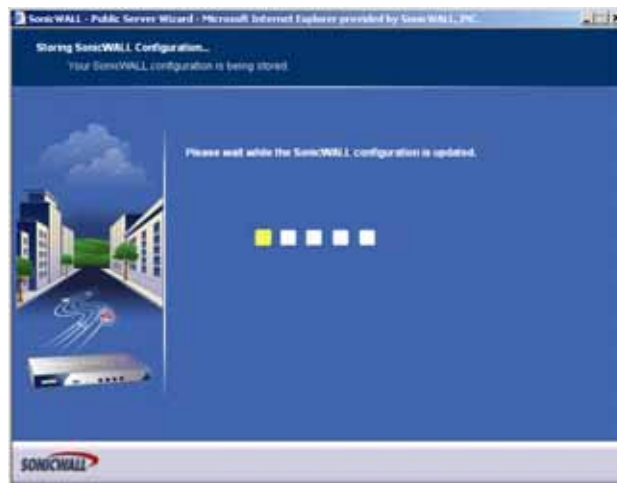 SonicWALL - Public Server Wizard - Microsoft Internet Explorer provided by SonicWALL, INC.
Storing SonicWALL Configuration...
Your SonicWALL configuration is being stored.
Please wait while the SonicWALL configuration is updated.
SONICWALL